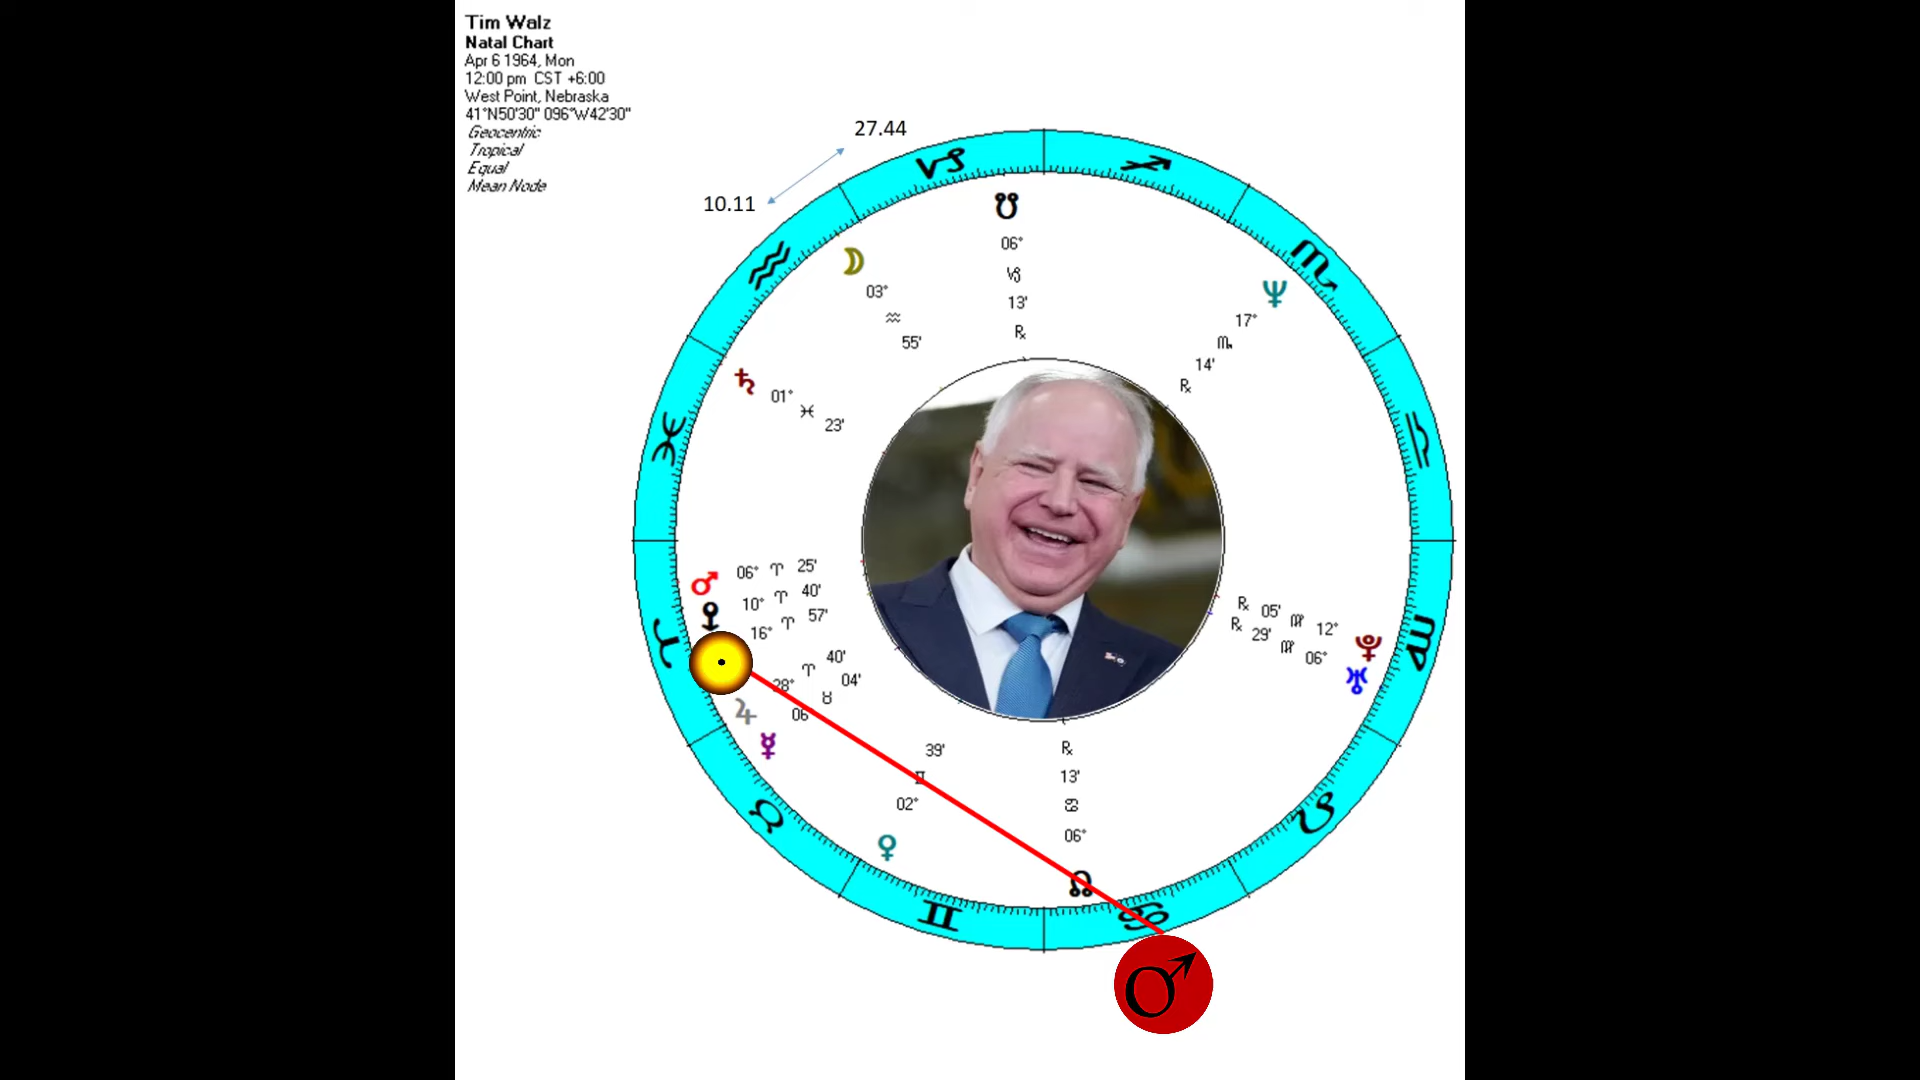 Tim Walz
Natal Chart
Apr 6 1964, Mon
12:00 pm CST +6:00
West Point, Nebraska
41°N50'30" 096°W42'30"
Geocentric
Tropical
Equal
Mean Node
27.44
10.11
♑ ♐
♒ ♏
♓ ♎
♈ ♍
♉ ♌
♊ ♋
☋ 06° ♑ 13' ℞
☽ 03° ♒ 55'
♆ 17° ♏ 14' ℞
♄ 01° ♓ 23'
♂ 06° ♈ 25'
10° ♈ 40'
☉ 16° ♈ 57'
♃ 28° ♈ 40'
☿ 06 ♉ 04'
℞ 05' ♍ 12° ♇
℞ 29' ♍ 06° ♅
39' ♊ 02° ♀
℞ 13' ♋ 06° ☊
♂